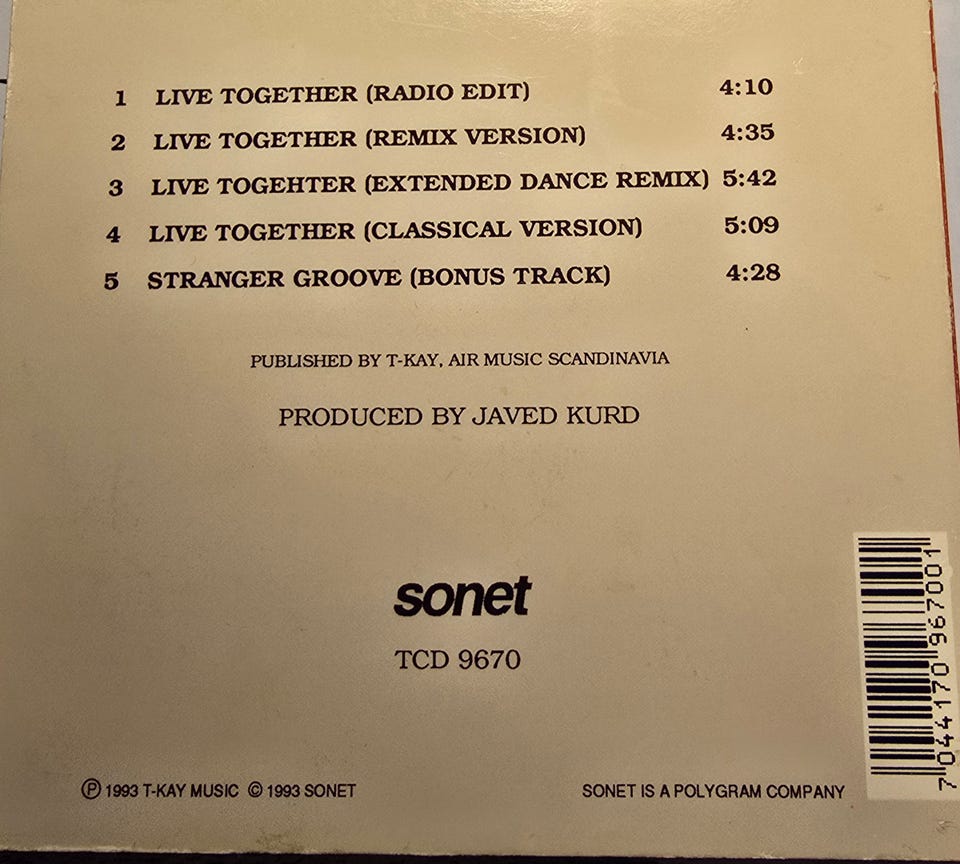 1 LIVE TOGETHER (RADIO EDIT) 4:10
2 LIVE TOGETHER (REMIX VERSION) 4:35
3 LIVE TOGEHTER (EXTENDED DANCE REMIX) 5:42
4 LIVE TOGETHER (CLASSICAL VERSION) 5:09
5 STRANGER GROOVE (BONUS TRACK) 4:28
PUBLISHED BY T-KAY, AIR MUSIC SCANDINAVIA
PRODUCED BY JAVED KURD
sonet
TCD 9670
7 044170 967001
Ⓟ 1993 T-KAY MUSIC © 1993 SONET
SONET IS A POLYGRAM COMPANY